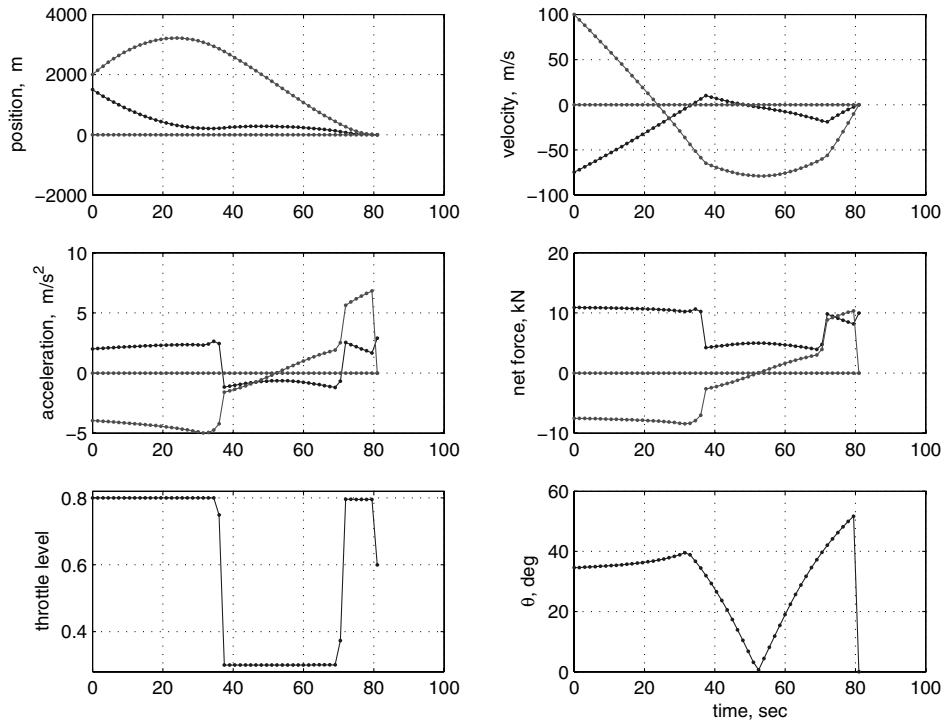 4000
2000
0
−2000
position, m
0 20 40 60 80 100
100
50
0
−50
−100
velocity, m/s
0 20 40 60 80 100
10
5
0
−5
acceleration, m/s²
0 20 40 60 80 100
20
10
0
−10
net force, kN
0 20 40 60 80 100
0.8
0.6
0.4
throttle level
0 20 40 60 80 100
60
40
20
0
θ, deg
0 20 40 60 80 100
time, sec